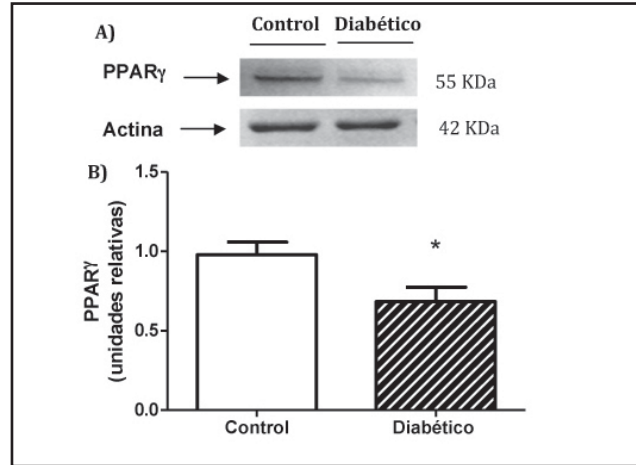 A)
Control Diabético
PPARγ
55 KDa
Actina
42 KDa
B)
PPARγ
(unidades relativas)
1.5
1.0
0.5
0.0
*
Control
Diabético